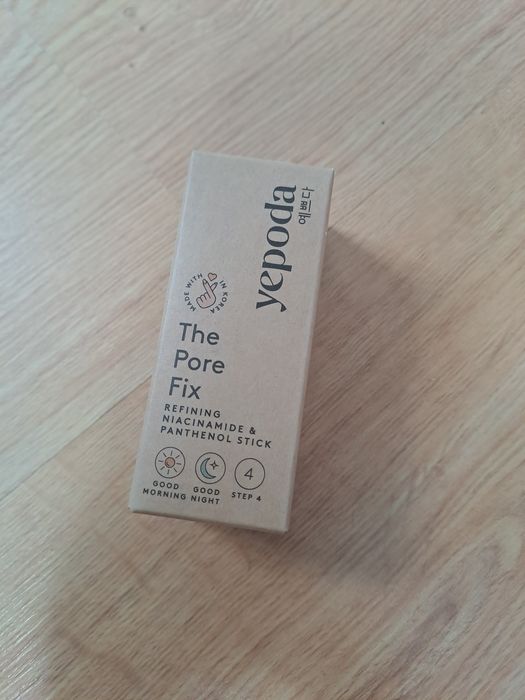 yepoda
예쁘다
MADE WITH IN KOREA
The
Pore
Fix
REFINING
NIACINAMIDE &
PANTHENOL STICK
4
GOOD
MORNING
GOOD
NIGHT
STEP 4